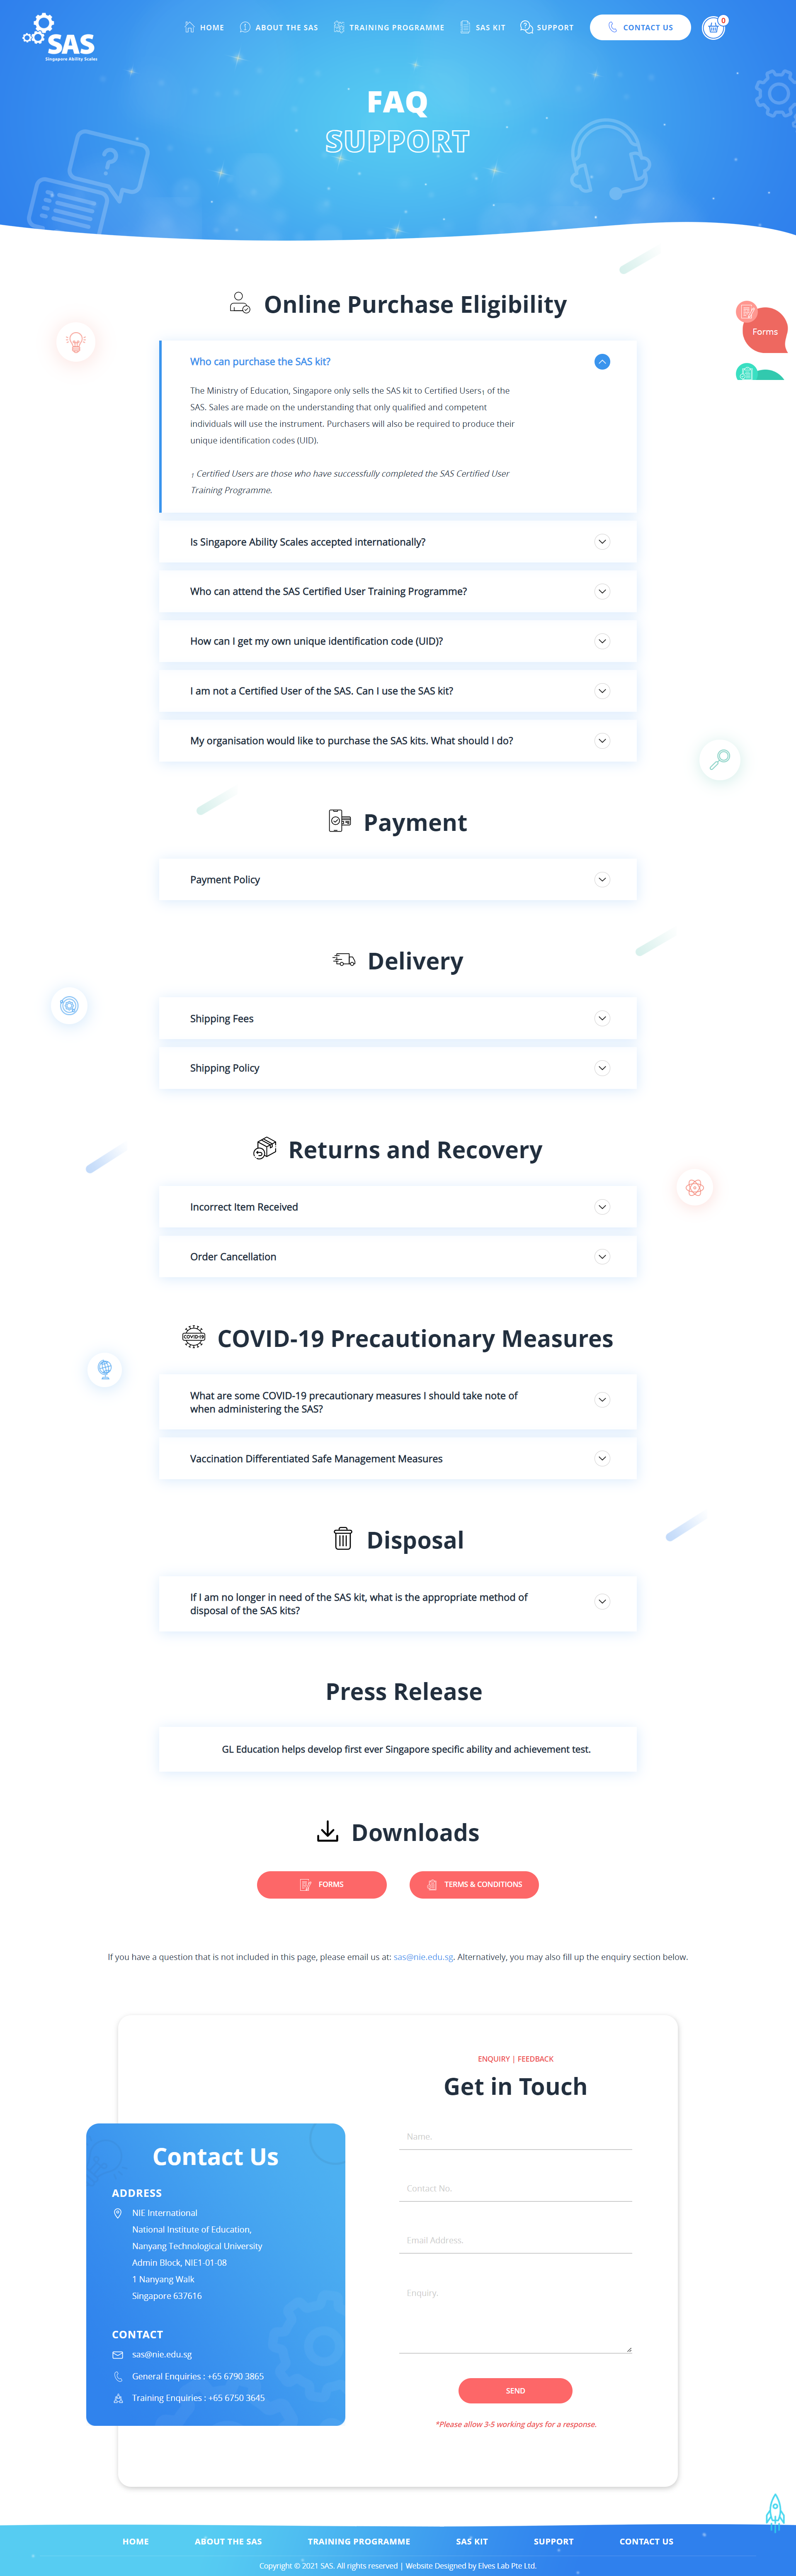 SAS
Singapore Ability Scales
HOME
ABOUT THE SAS
TRAINING PROGRAMME
SAS KIT
SUPPORT
CONTACT US
0
FAQ
SUPPORT
Online Purchase Eligibility
Forms
Who can purchase the SAS kit?
The Ministry of Education, Singapore only sells the SAS kit to Certified Users₁ of the
SAS. Sales are made on the understanding that only qualified and competent
individuals will use the instrument. Purchasers will also be required to produce their
unique identification codes (UID).
₁ Certified Users are those who have successfully completed the SAS Certified User
Training Programme.
Is Singapore Ability Scales accepted internationally?
Who can attend the SAS Certified User Training Programme?
How can I get my own unique identification code (UID)?
I am not a Certified User of the SAS. Can I use the SAS kit?
My organisation would like to purchase the SAS kits. What should I do?
Payment
Payment Policy
Delivery
Shipping Fees
Shipping Policy
Returns and Recovery
Incorrect Item Received
Order Cancellation
COVID-19
COVID-19 Precautionary Measures
What are some COVID-19 precautionary measures I should take note of
when administering the SAS?
Vaccination Differentiated Safe Management Measures
Disposal
If I am no longer in need of the SAS kit, what is the appropriate method of
disposal of the SAS kits?
Press Release
GL Education helps develop first ever Singapore specific ability and achievement test.
Downloads
FORMS
TERMS & CONDITIONS
If you have a question that is not included in this page, please email us at: sas@nie.edu.sg. Alternatively, you may also fill up the enquiry section below.
ENQUIRY | FEEDBACK
Get in Touch
Name.
Contact No.
Email Address.
Enquiry.
SEND
*Please allow 3-5 working days for a response.
Contact Us
ADDRESS
NIE International
National Institute of Education,
Nanyang Technological University
Admin Block, NIE1-01-08
1 Nanyang Walk
Singapore 637616
CONTACT
sas@nie.edu.sg
General Enquiries : +65 6790 3865
Training Enquiries : +65 6750 3645
HOME
ABOUT THE SAS
TRAINING PROGRAMME
SAS KIT
SUPPORT
CONTACT US
Copyright © 2021 SAS. All rights reserved | Website Designed by Elves Lab Pte Ltd.